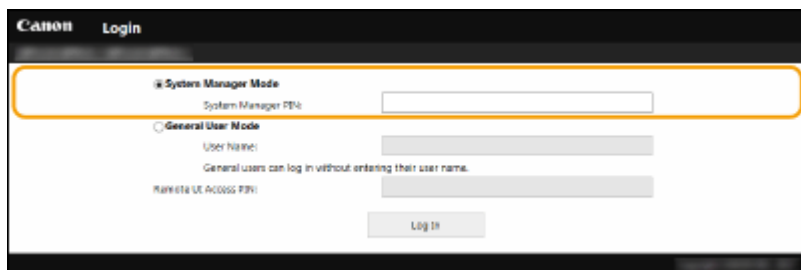 Canon Login
System Manager Mode
System Manager PIN:
General User Mode
User Name:
General users can log in without entering their user name.
Remote UI Access PIN:
Log In